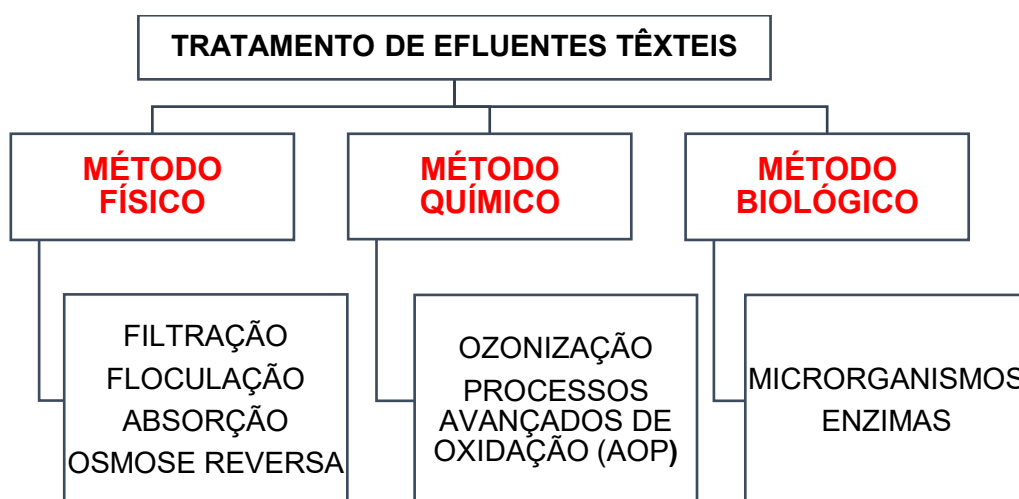 TRATAMENTO DE EFLUENTES TÊXTEIS
MÉTODO
FÍSICO
MÉTODO
QUÍMICO
MÉTODO
BIOLÓGICO
FILTRAÇÃO
FLOCULAÇÃO
ABSORÇÃO
OSMOSE REVERSA
OZONIZAÇÃO
PROCESSOS
AVANÇADOS DE
OXIDAÇÃO (AOP)
MICRORGANISMOS
ENZIMAS